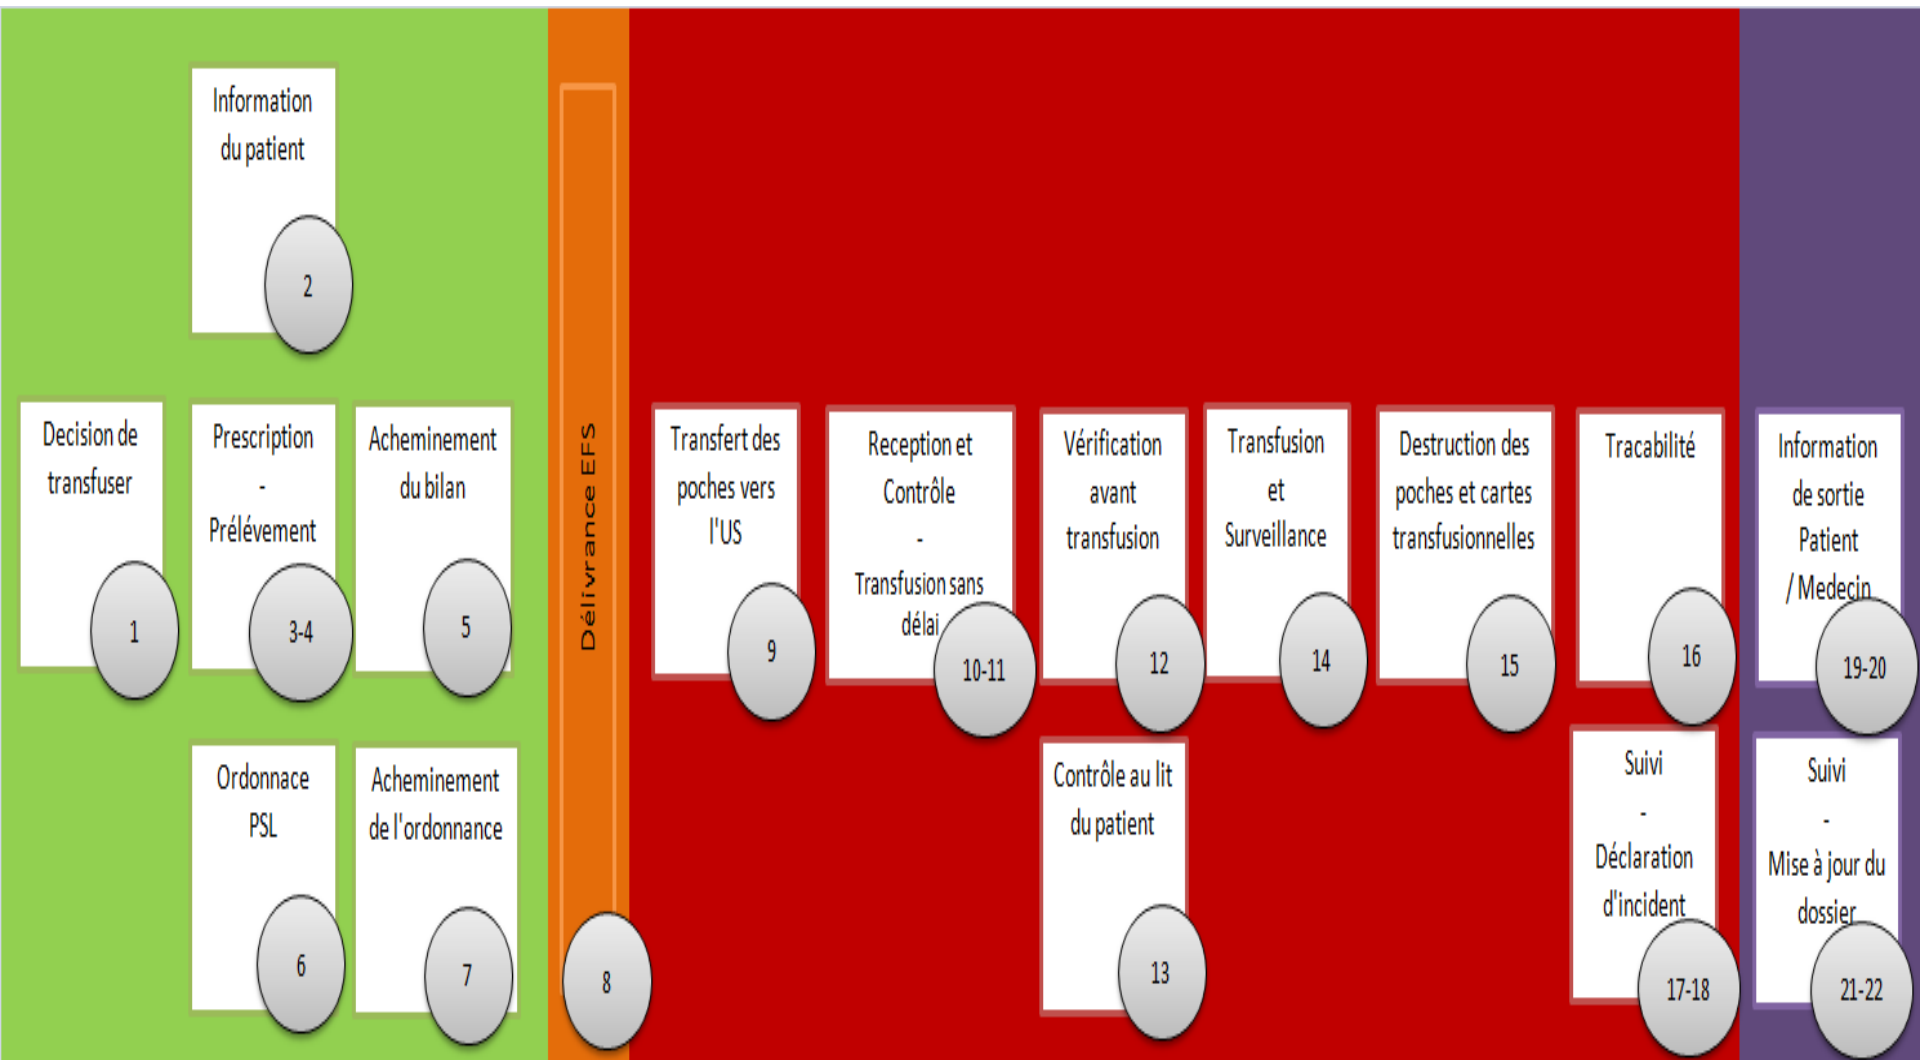 Information
du patient
2
Decision de
transfuser
1
Prescription
-
Prélévement
3-4
Acheminement
du bilan
5
Ordonnace
PSL
6
Acheminement
de l'ordonnance
7
Délivrance EFS
8
Transfert des
poches vers
l'US
9
Reception et
Contrôle
-
Transfusion sans
délai
10-11
Vérification
avant
transfusion
12
Contrôle au lit
du patient
13
Transfusion
et
Surveillance
14
Destruction des
poches et cartes
transfusionnelles
15
Tracabilité
16
Suivi
-
Déclaration
d'incident
17-18
Information
de sortie
Patient
/ Medecin
19-20
Suivi
-
Mise à jour du
dossier
21-22